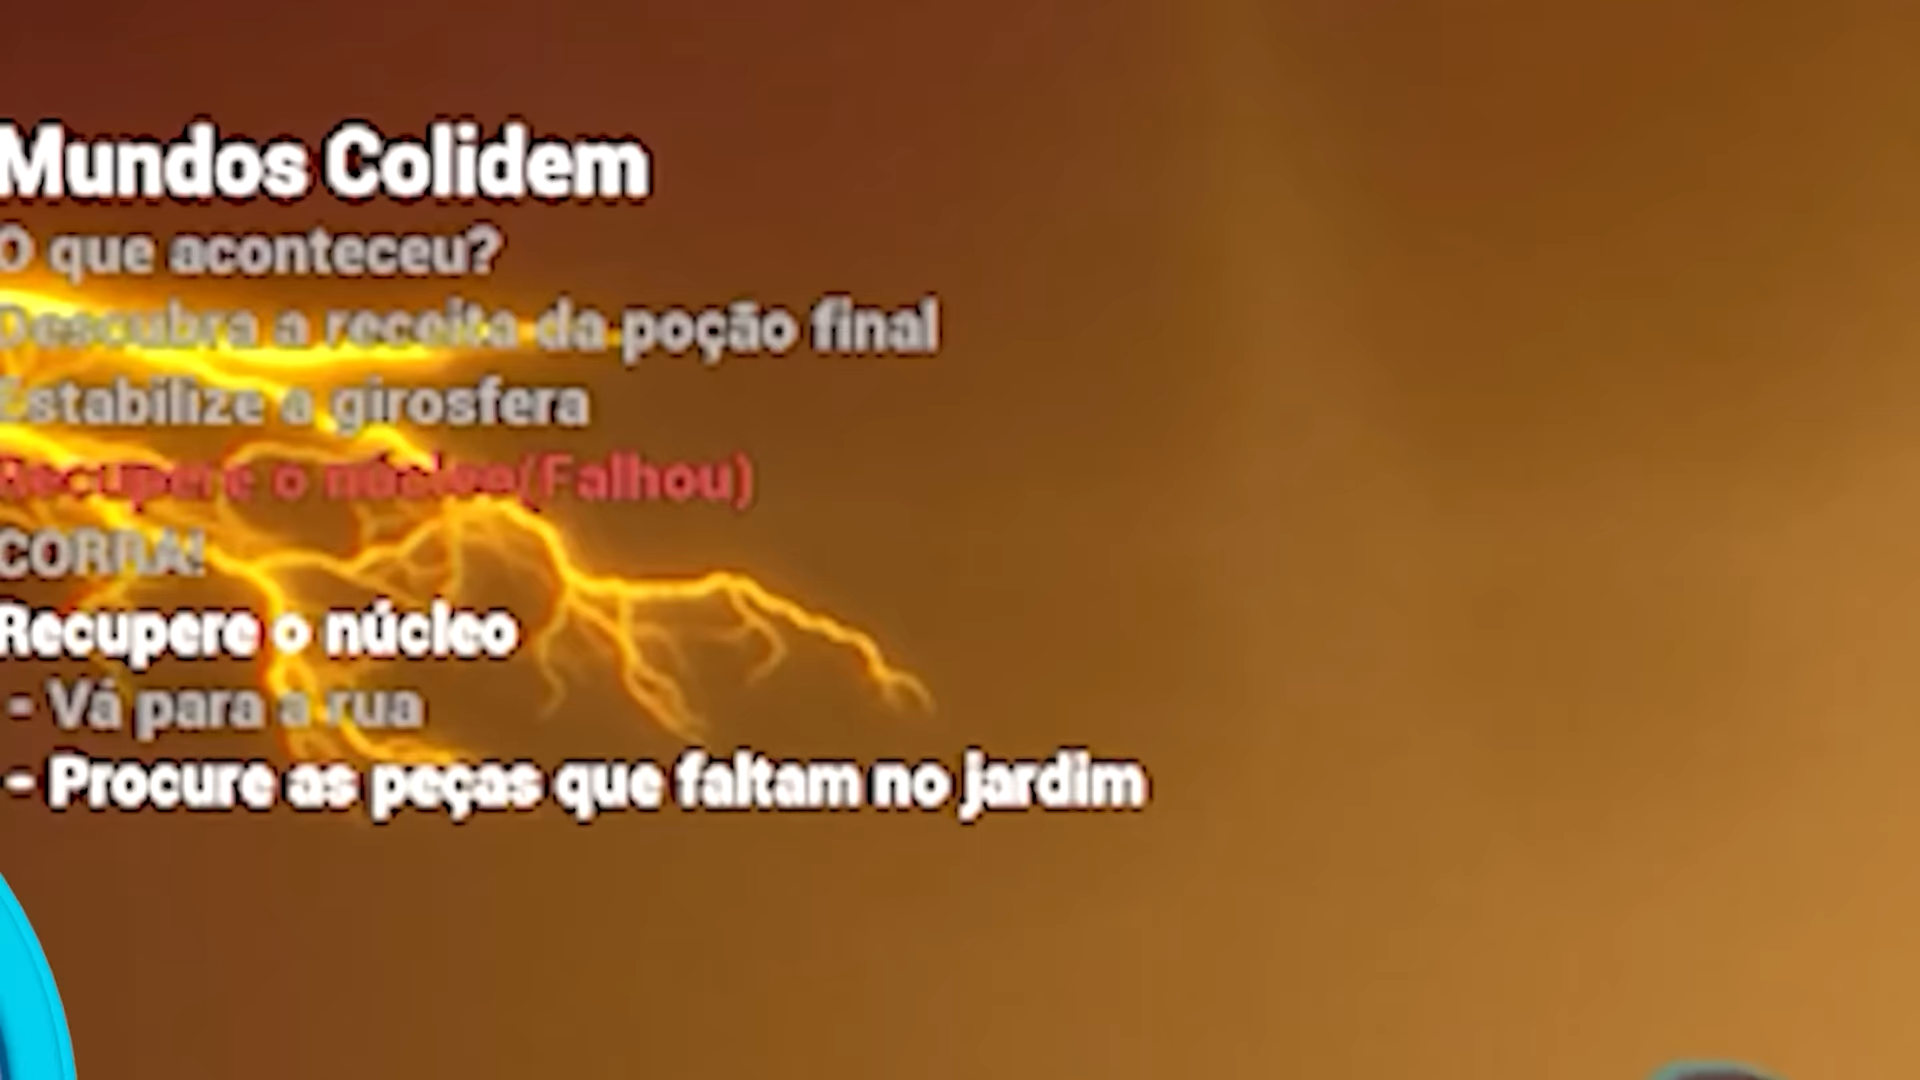 Mundos Colidem
O que aconteceu?
Descubra a receita da poção final
Estabilize a girosfera
Recupere o núcleo(Falhou)
CORRA!
Recupere o núcleo
- Vá para a rua
- Procure as peças que faltam no jardim